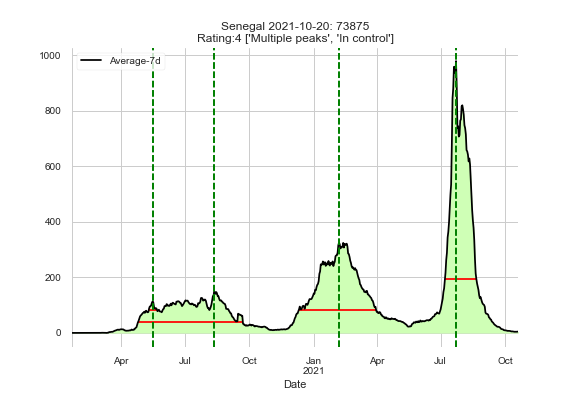 Senegal 2021-10-20: 73875
Rating:4 ['Multiple peaks', 'In control']
1000
Average-7d
800
600
400
200
0
Apr Jul Oct Jan Apr Jul Oct
2021
Date